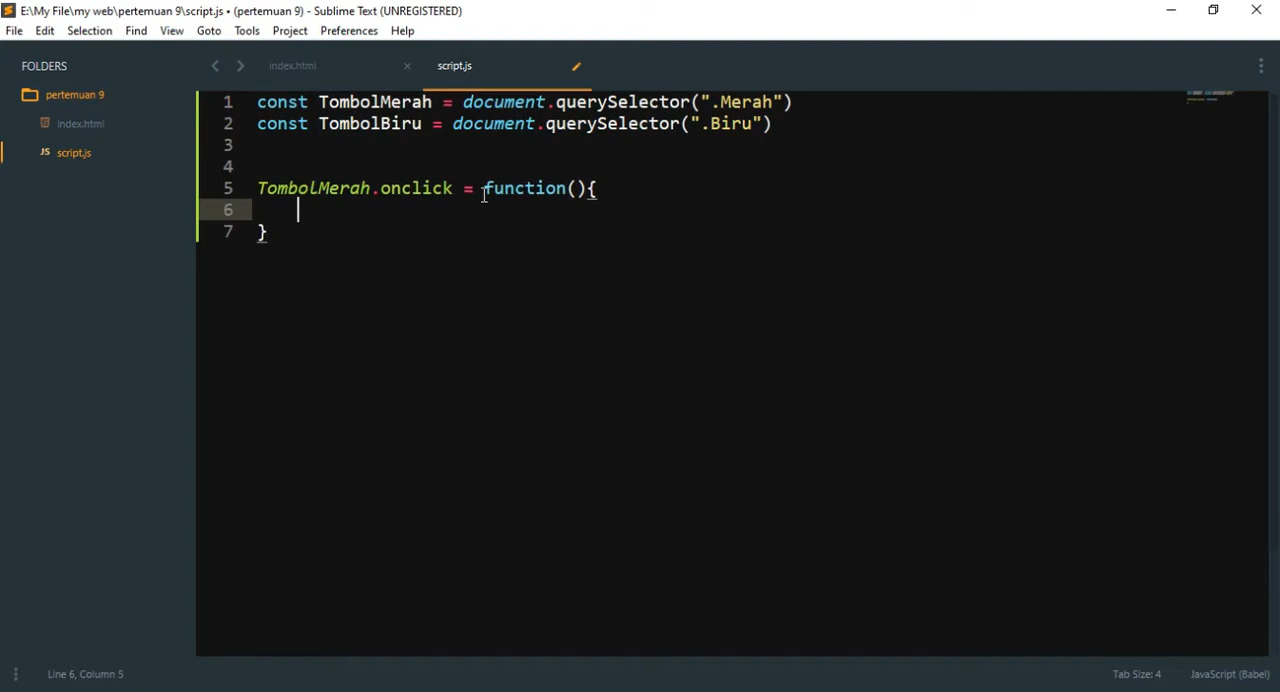 E:\My File\my web\pertemuan 9\script.js • (pertemuan 9) - Sublime Text (UNREGISTERED)
File Edit Selection Find View Goto Tools Project Preferences Help
FOLDERS
pertemuan 9
index.html
JS script.js
index.html × script.js
1 const TombolMerah = document.querySelector(".Merah")
2 const TombolBiru = document.querySelector(".Biru")
3
4
5 TombolMerah.onclick = function(){
6
7 }
Line 6, Column 5
Tab Size: 4 JavaScript (Babel)